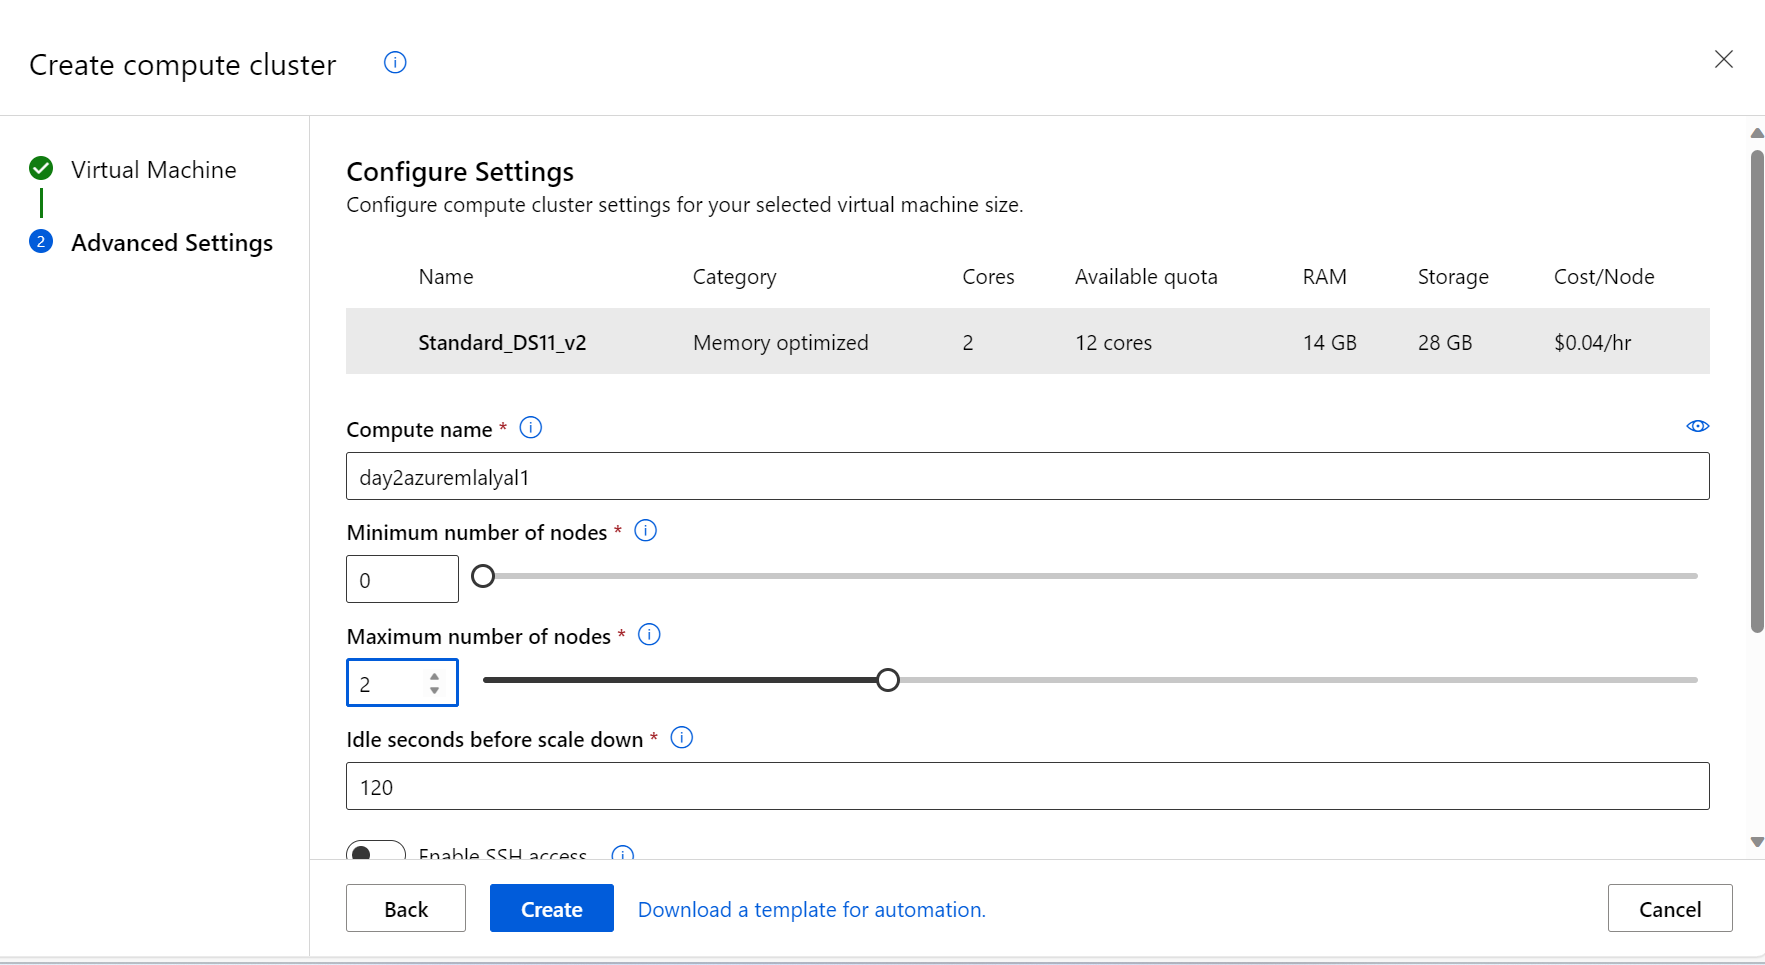 Create compute cluster
Virtual Machine
2 Advanced Settings
Configure Settings
Configure compute cluster settings for your selected virtual machine size.
Name Category Cores Available quota RAM Storage Cost/Node
Standard_DS11_v2 Memory optimized 2 12 cores 14 GB 28 GB $0.04/hr
Compute name *
day2azuremlalyal1
Minimum number of nodes *
0
Maximum number of nodes *
2
Idle seconds before scale down *
120
Enable SSH access
Back Create Download a template for automation. Cancel